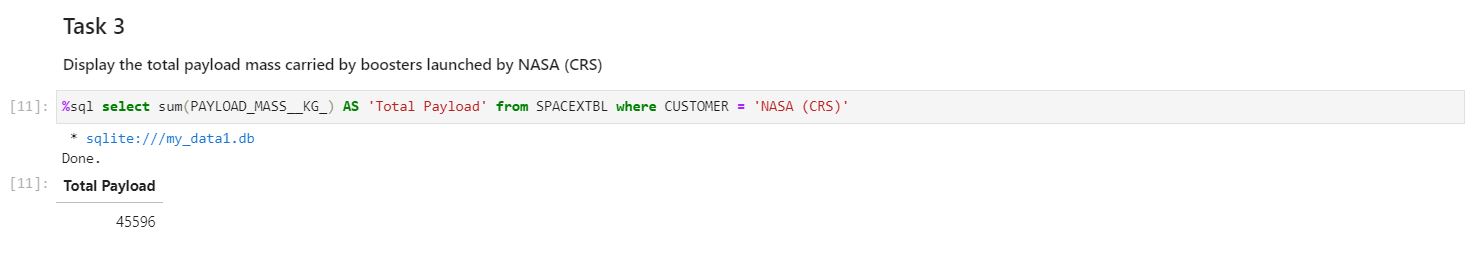 Task 3
Display the total payload mass carried by boosters launched by NASA (CRS)
[11]: %sql select sum(PAYLOAD_MASS__KG_) AS 'Total Payload' from SPACEXTBL where CUSTOMER = 'NASA (CRS)'
* sqlite:///my_data1.db
Done.
[11]: Total Payload
45596